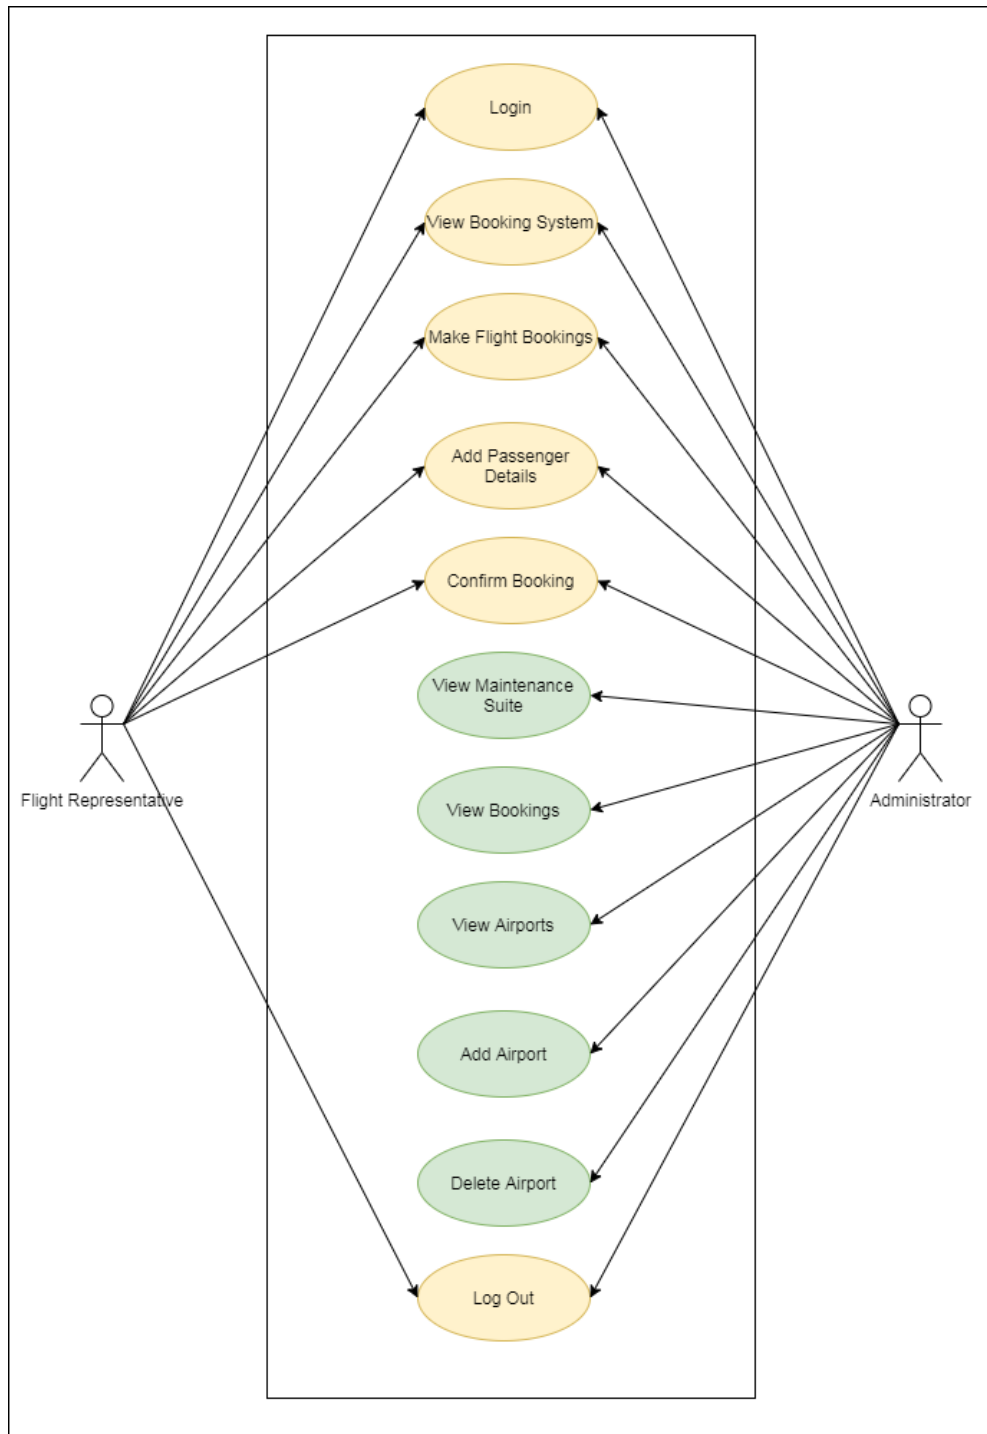 Login
View Booking System
Make Flight Bookings
Add Passenger
Details
Confirm Booking
View Maintenance
Suite
Flight Representative
Administrator
View Bookings
View Airports
Add Airport
Delete Airport
Log Out